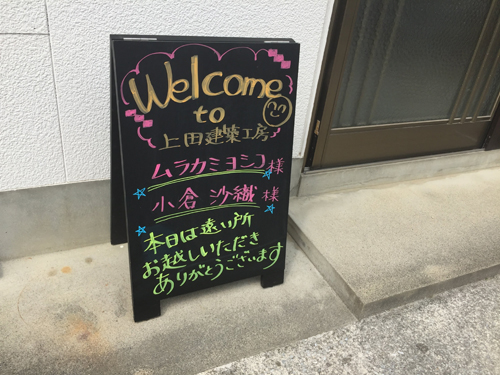 Welcome
to
上田建築工房
ムラカミヨシコ様
小倉 沙織 様
本日は遠い所
お越しいただき
ありがとうございます